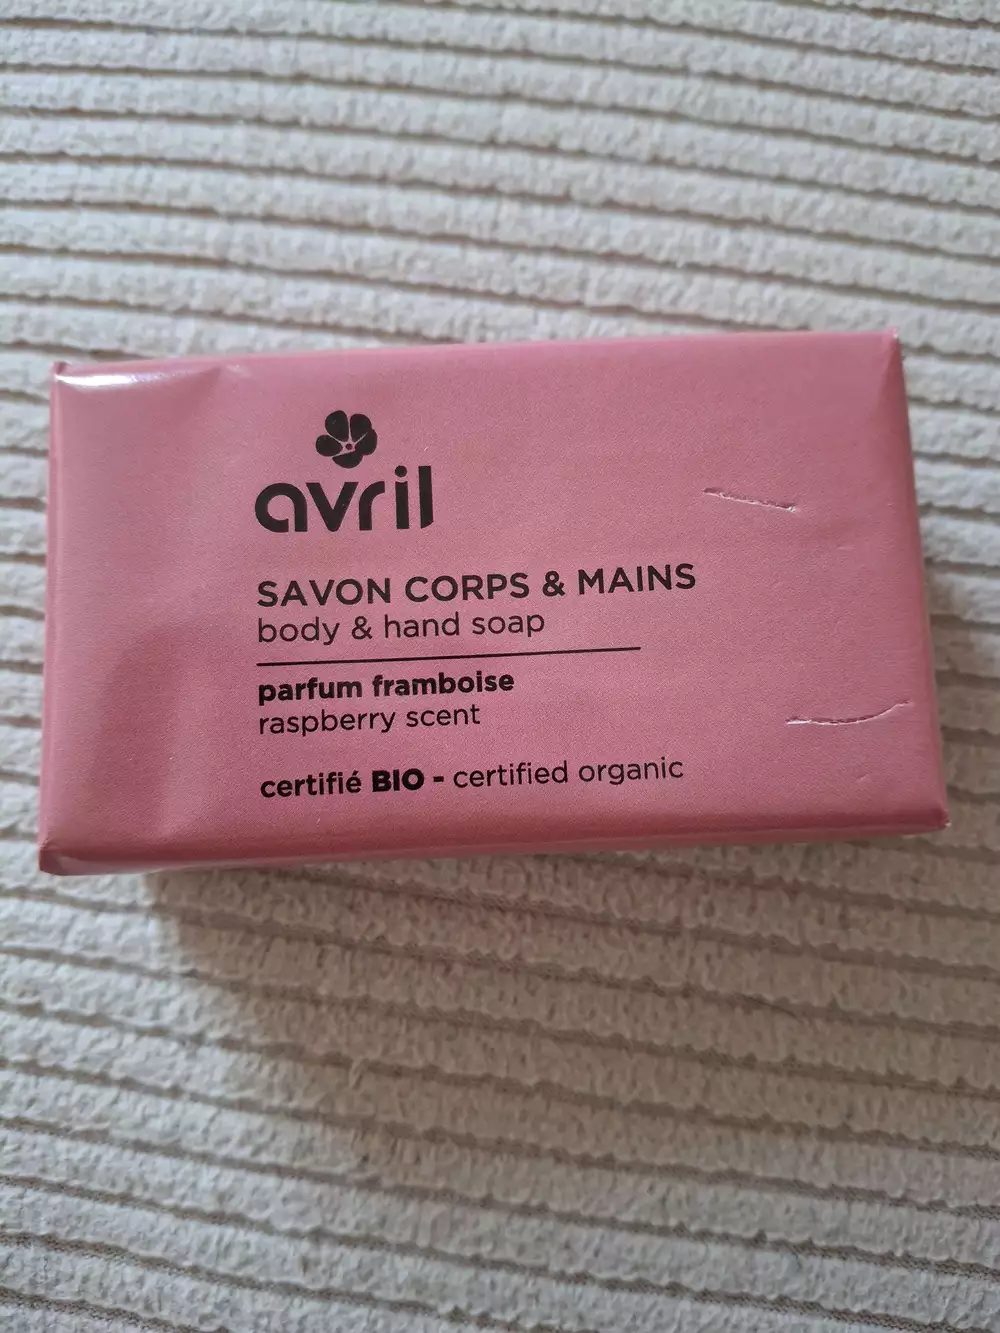 avril
SAVON CORPS & MAINS
body & hand soap
parfum framboise
raspberry scent
certifié BIO - certified organic